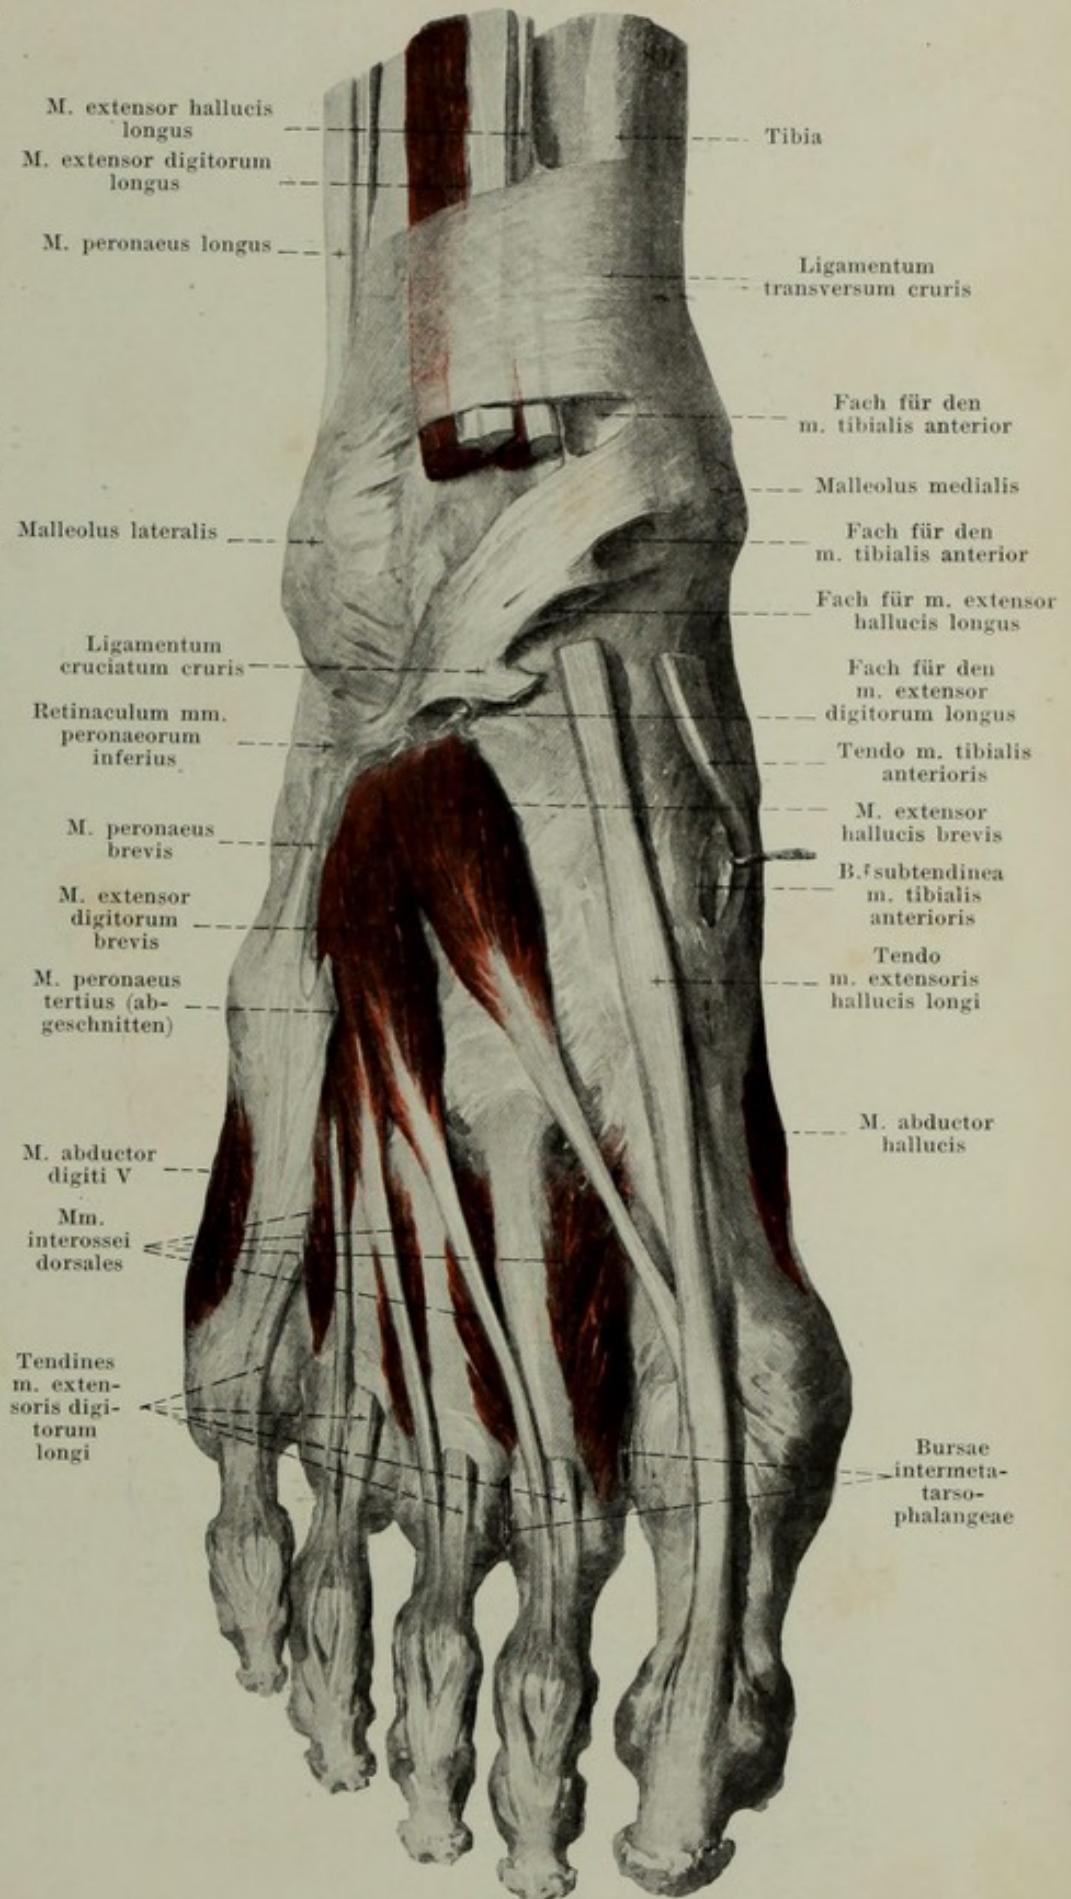 M. extensor hallucis
longus
M. extensor digitorum
longus
M. peronaeus longus
Malleolus lateralis
Ligamentum
cruciatum cruris
Retinaculum mm.
peronaeorum
inferius
M. peronaeus
brevis
M. extensor
digitorum
brevis
M. peronaeus
tertius (ab-
geschnitten)
M. abductor
digiti V
Mm.
interossei
dorsales
Tendines
m. exten-
soris digi-
torum
longi
Tibia
Ligamentum
transversum cruris
Fach für den
m. tibialis anterior
Malleolus medialis
Fach für den
m. tibialis anterior
Fach für m. extensor
hallucis longus
Fach für den
m. extensor
digitorum longus
Tendo m. tibialis
anterioris
M. extensor
hallucis brevis
B. subtendinea
m. tibialis
anterioris
Tendo
m. extensoris
hallucis longi
M. abductor
hallucis
Bursae
intermeta-
tarso-
phalangeae